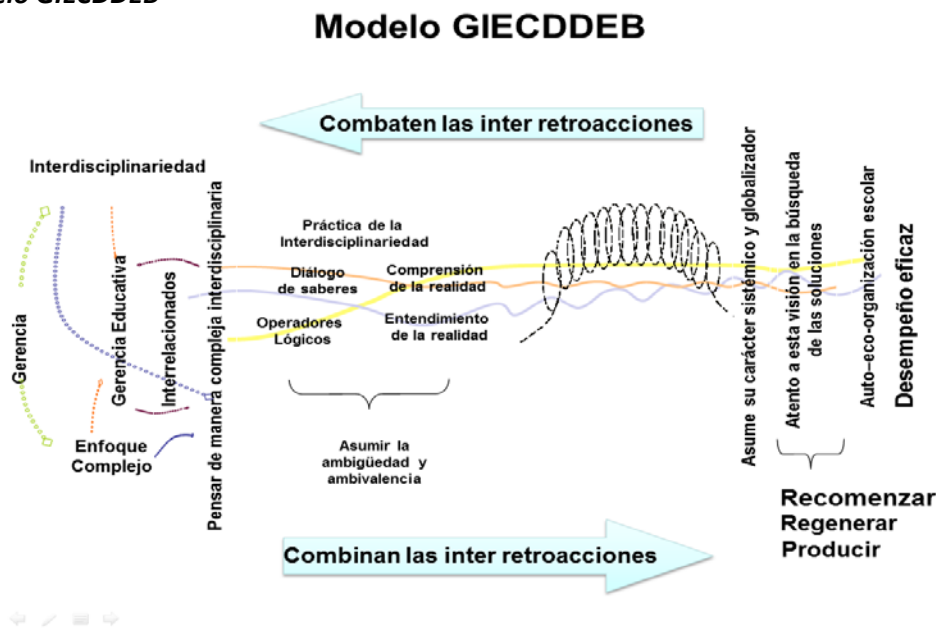 GIECDDEB
Modelo GIECDDEB
Combaten las inter retroacciones
Interdisciplinariedad
Gerencia
Gerencia Educativa
Interrelacionados
Enfoque
Complejo
Pensar de manera compleja interdisciplinaria
Práctica de la
Interdisciplinariedad
Diálogo
de saberes
Comprensión
de la realidad
Operadores
Lógicos
Entendimiento
de la realidad
Asumir la
ambigüedad y
ambivalencia
Asume su carácter sistémico y globalizador
Atento a esta visión en la búsqueda
de las soluciones
Auto-eco-organización escolar
Desempeño eficaz
Recomenzar
Regenerar
Producir
Combinan las inter retroacciones